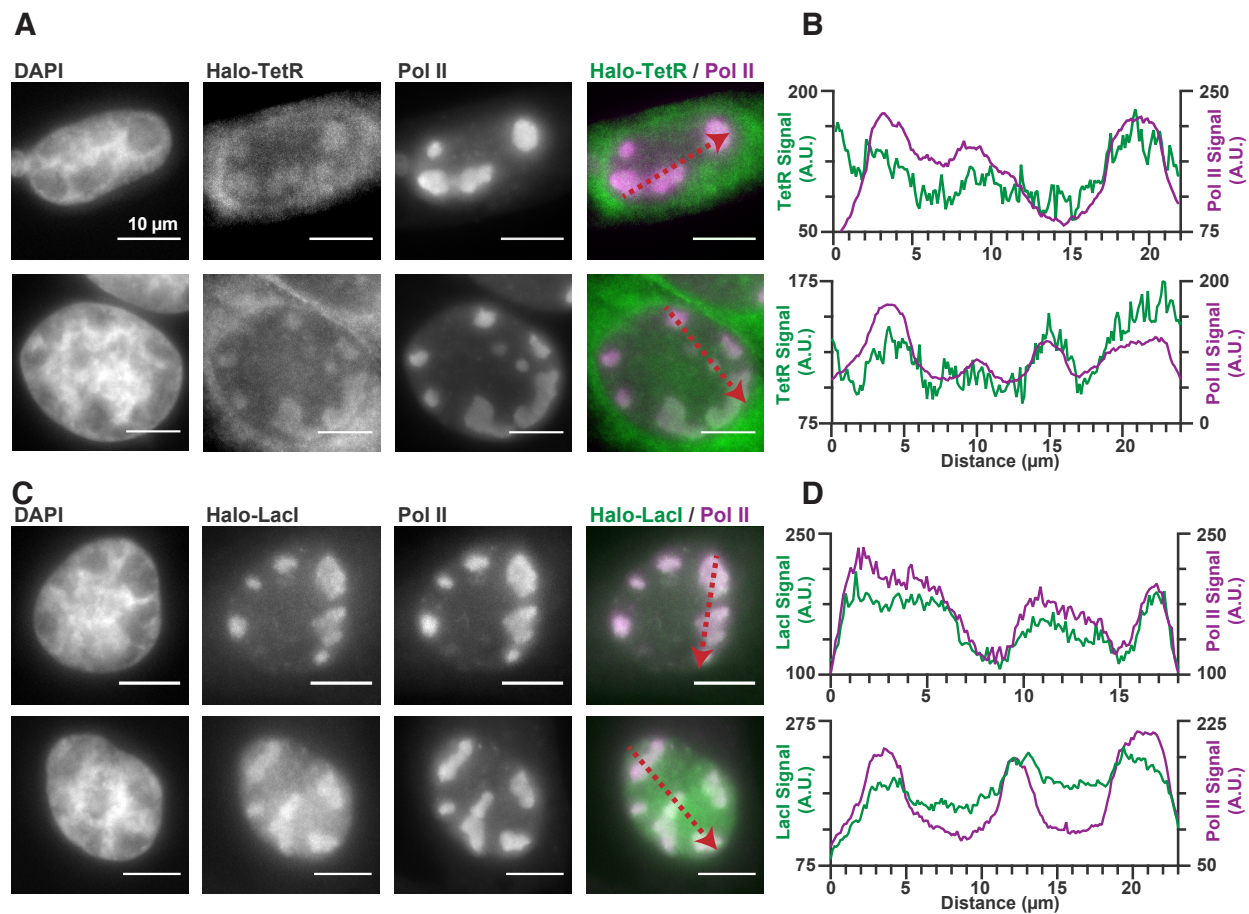 A
B
DAPI
Halo-TetR
Pol II
Halo-TetR / Pol II
10 µm
200
50
TetR Signal
(A.U.)
250
75
Pol II Signal
(A.U.)
0 5 10 15 20
175
75
TetR Signal
(A.U.)
200
0
Pol II Signal
(A.U.)
0 5 10 15 20
Distance (µm)
C
D
DAPI
Halo-LacI
Pol II
Halo-LacI / Pol II
250
100
LacI Signal
(A.U.)
250
100
Pol II Signal
(A.U.)
0 5 10 15
275
75
LacI Signal
(A.U.)
225
50
Pol II Signal
(A.U.)
0 5 10 15 20
Distance (µm)